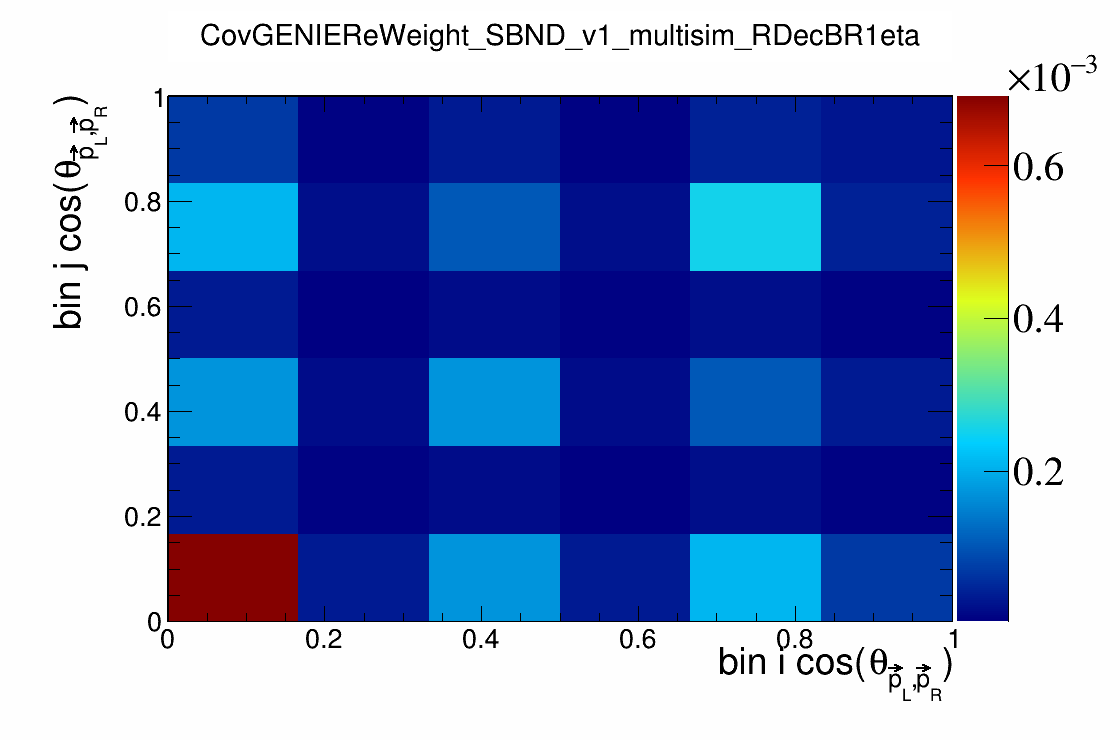 CovGENIEReWeight_SBND_v1_multisim_RDecBR1eta
×10⁻³
bin j cos(θ_{p⃗_L,p⃗_R})
1
0.8
0.6
0.4
0.2
0
0 0.2 0.4 0.6 0.8 1
bin i cos(θ_{p⃗_L,p⃗_R})
0.6
0.4
0.2